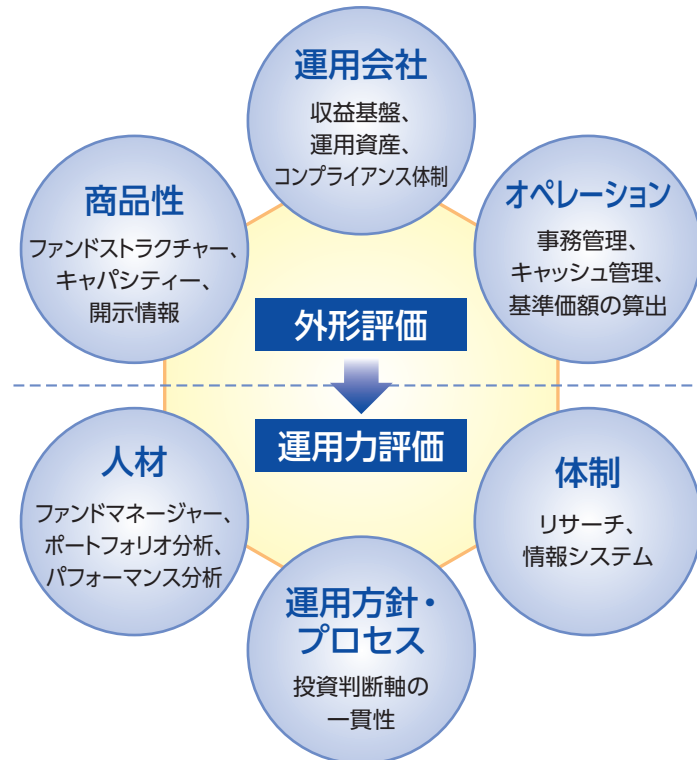 運用会社
収益基盤、
運用資産、
コンプライアンス体制
商品性
ファンドストラクチャー、
キャパシティー、
開示情報
オペレーション
事務管理、
キャッシュ管理、
基準価額の算出
外形評価
運用力評価
人材
ファンドマネージャー、
ポートフォリオ分析、
パフォーマンス分析
体制
リサーチ、
情報システム
運用方針・
プロセス
投資判断軸の
一貫性